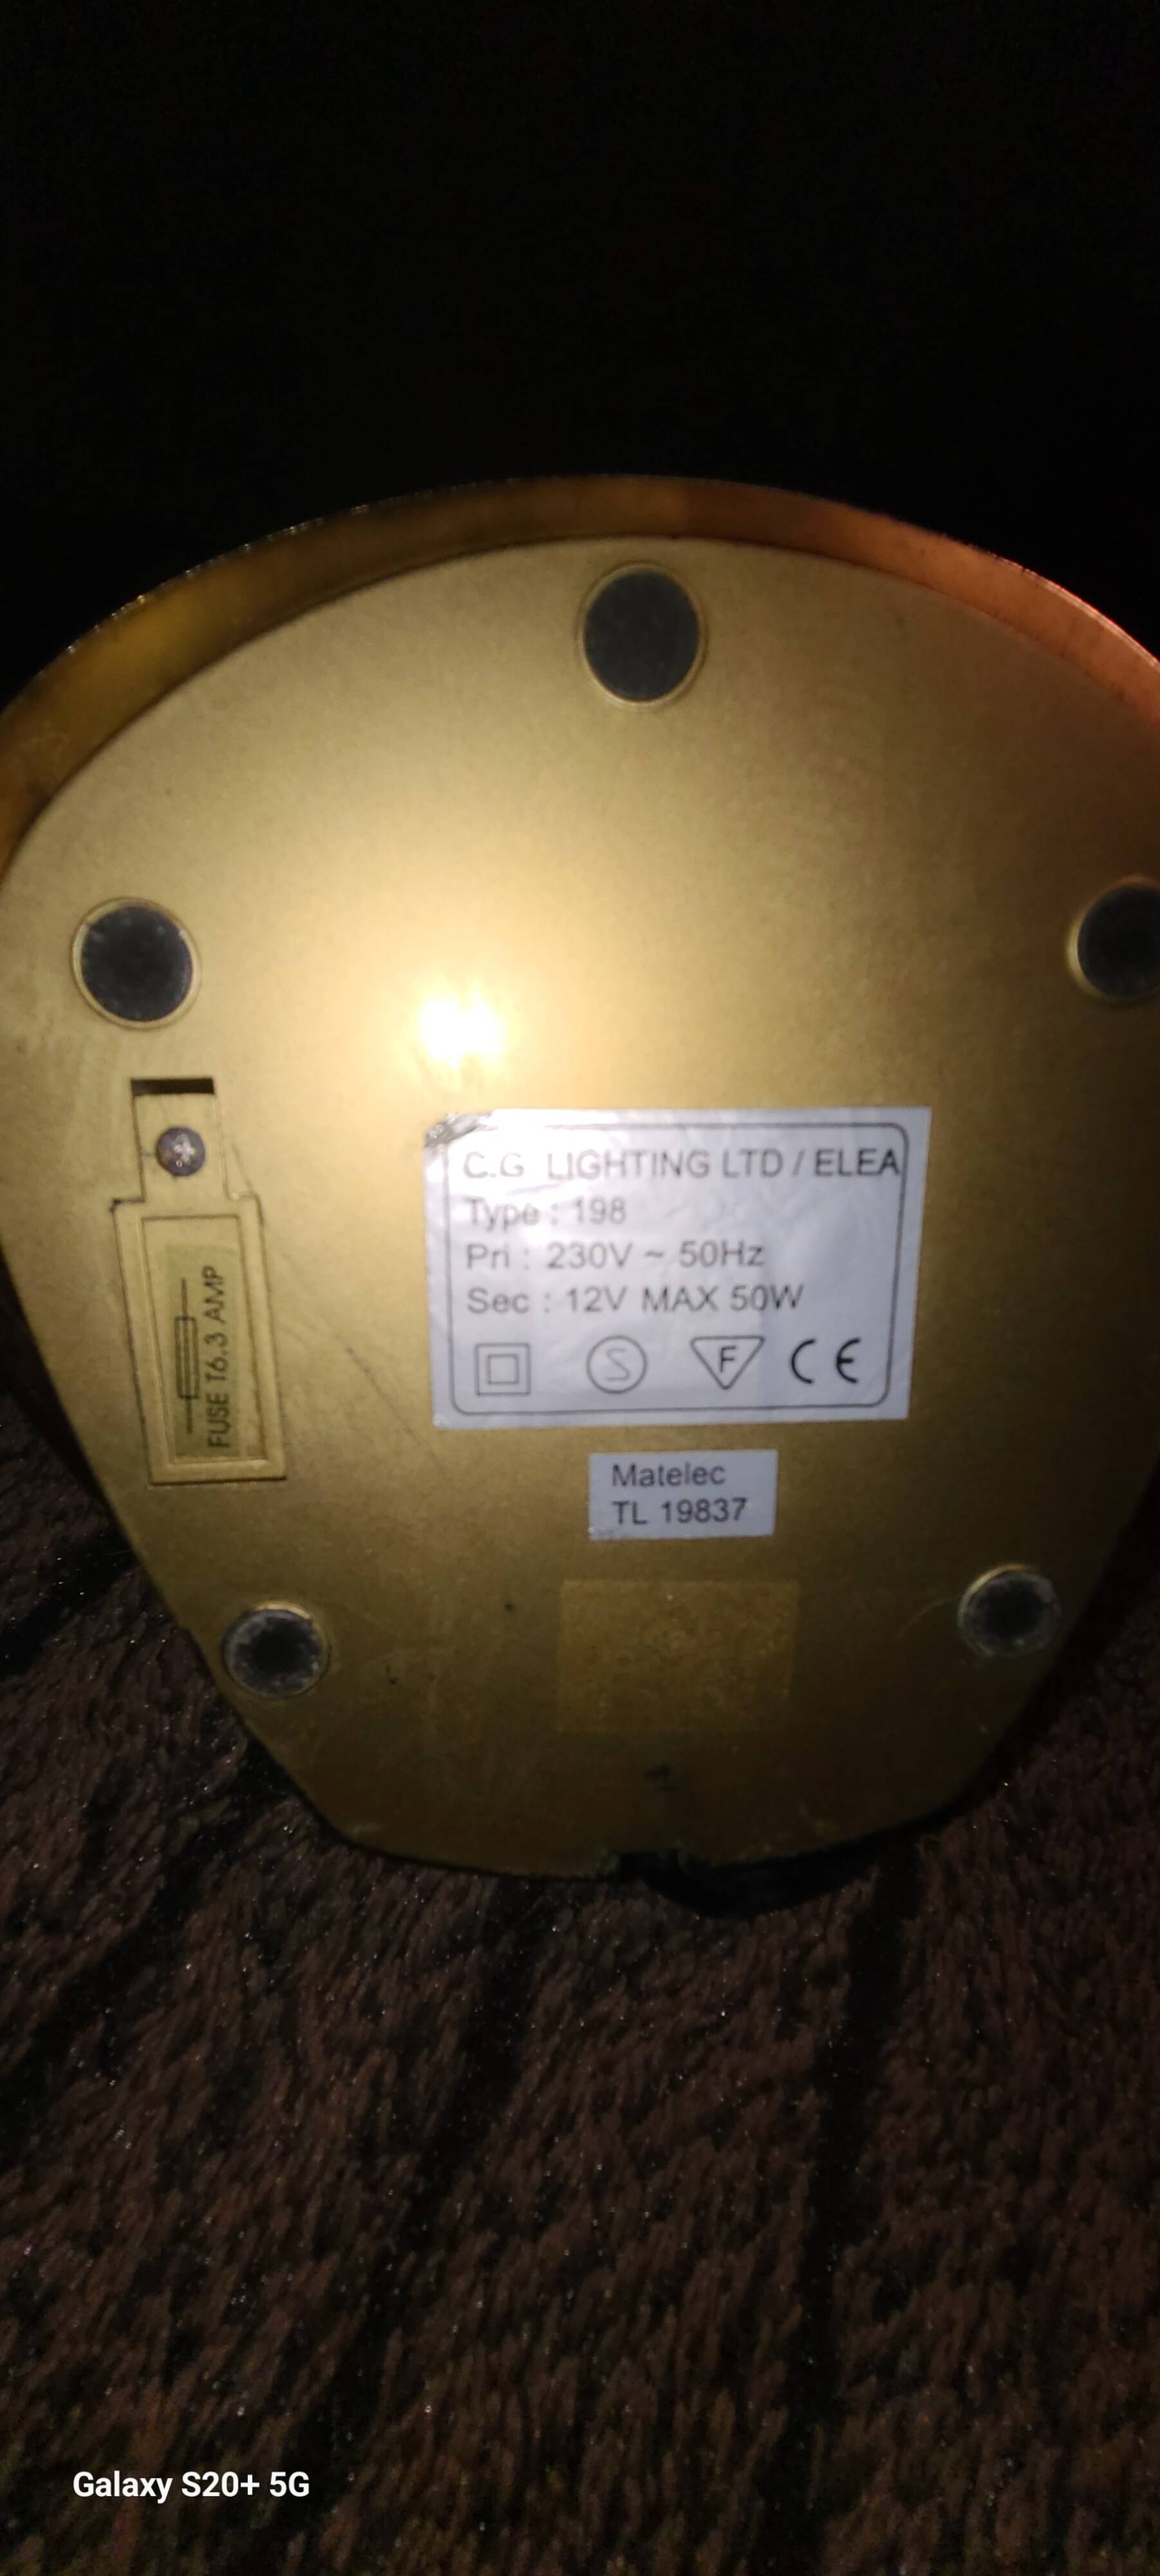 C.G LIGHTING LTD / ELEA
Type : 198
Pri : 230V ~ 50Hz
Sec : 12V MAX 50W
S F CE
FUSE T6,3 AMP
Matelec
TL 19837
Galaxy S20+ 5G